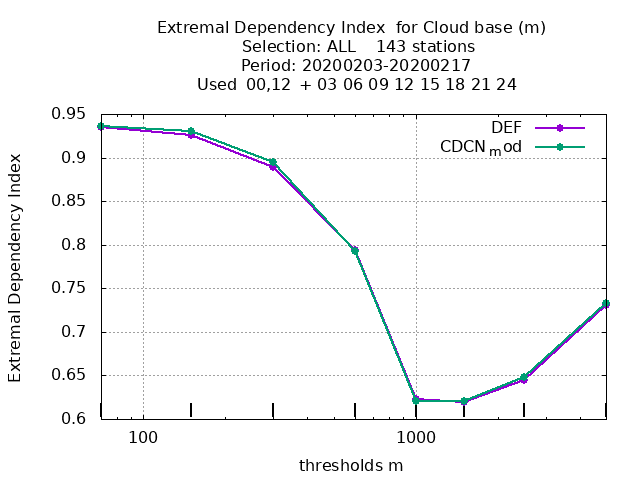 Extremal Dependency Index  for Cloud base (m)
Selection: ALL    143 stations
Period: 20200203-20200217
Used  00,12  + 03 06 09 12 15 18 21 24
DEF
CDCNmod
Extremal Dependency Index
0.95
0.9
0.85
0.8
0.75
0.7
0.65
0.6
100
1000
thresholds m